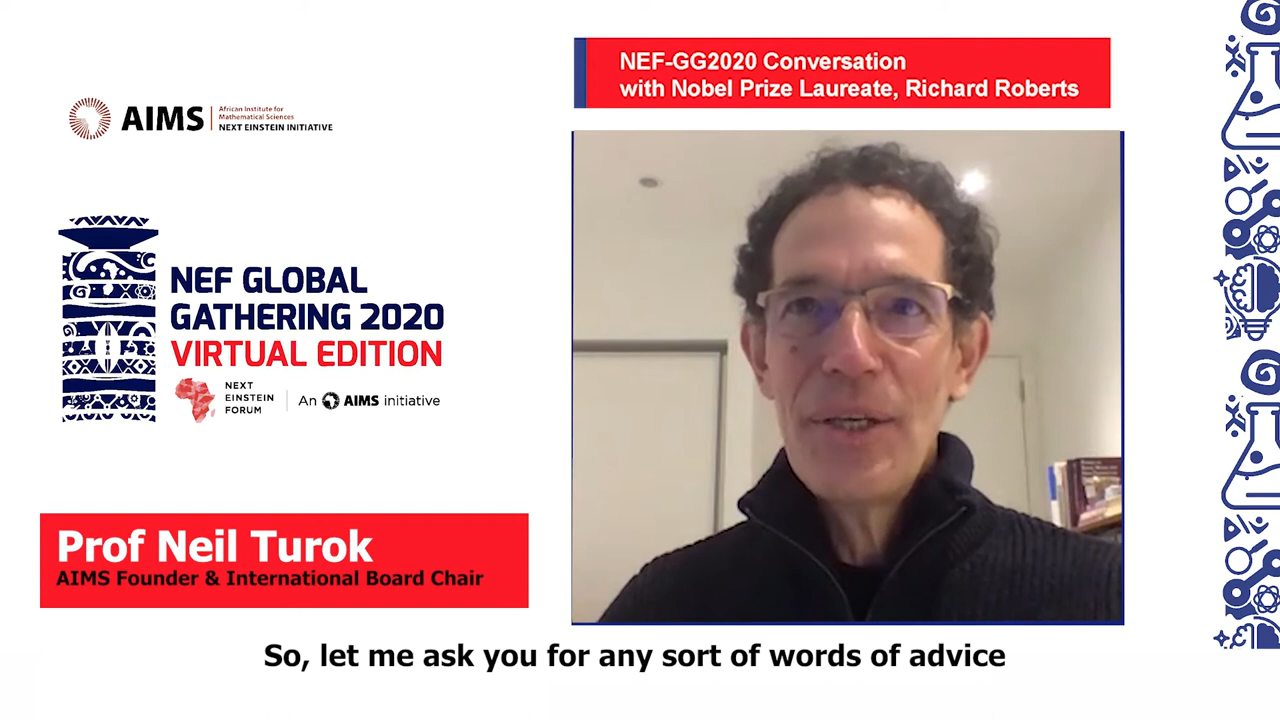 NEF-GG2020 Conversation
with Nobel Prize Laureate, Richard Roberts
AIMS
African Institute for
Mathematical Sciences
NEXT EINSTEIN INITIATIVE
NEF GLOBAL
GATHERING 2020
VIRTUAL EDITION
NEXT
EINSTEIN
FORUM
An AIMS initiative
Prof Neil Turok
AIMS Founder & International Board Chair
So, let me ask you for any sort of words of advice